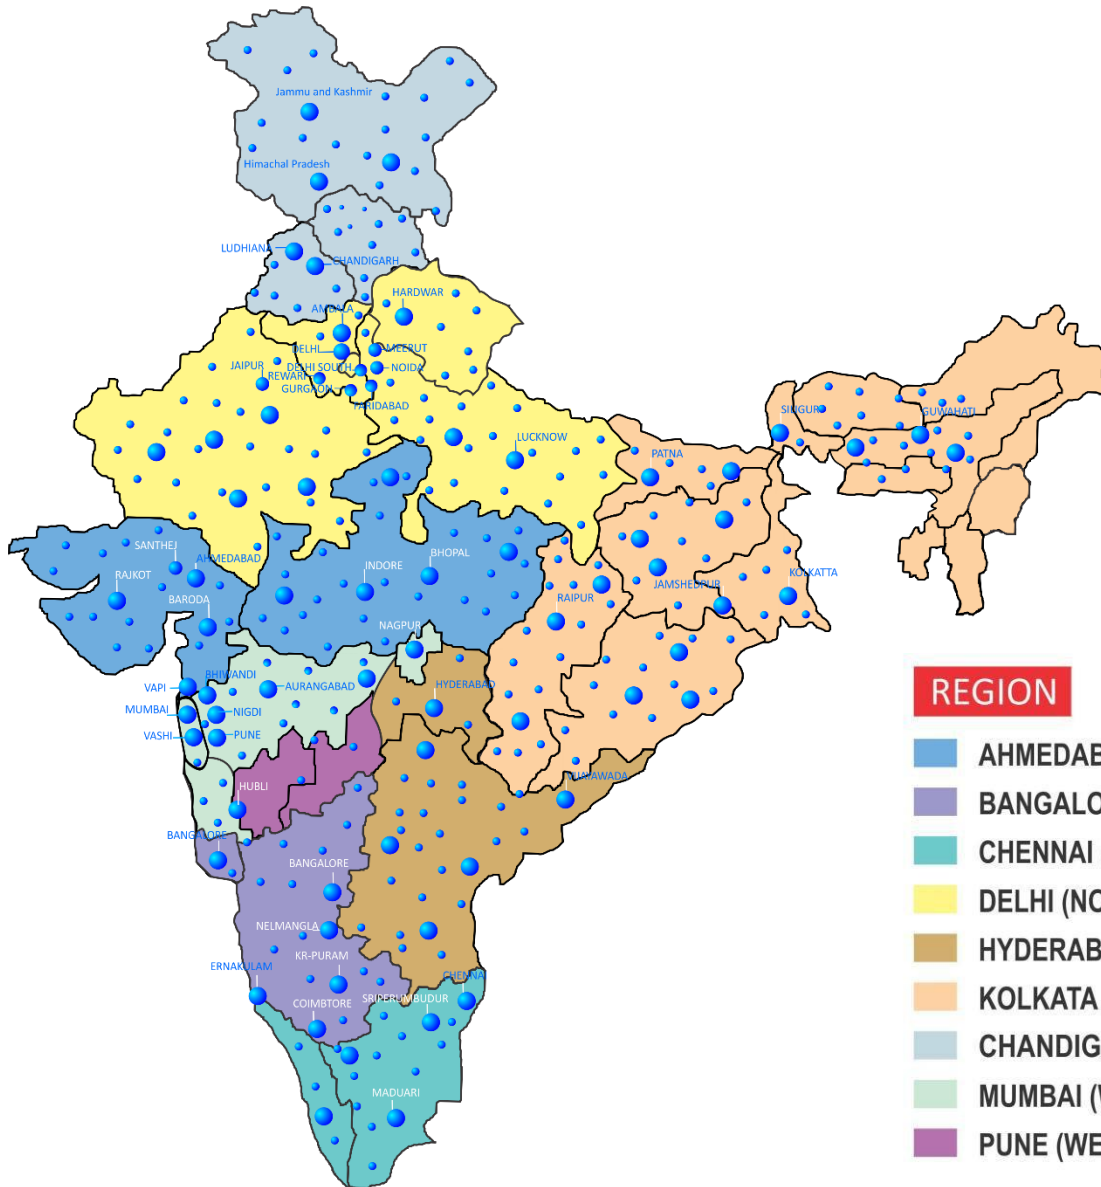 Jammu and Kashmir
Himachal Pradesh
LUDHIANA
CHANDIGARH
HARDWAR
AMBALA
DELHI
MEERUT
JAIPUR
DELHI SOUTH
NOIDA
REWARI
GURGAON
FARIDABAD
LUCKNOW
PATNA
SILIGURI
GUWAHATI
SANTHEJ
AHMEDABAD
RAJKOT
BARODA
INDORE
BHOPAL
RAIPUR
JAMSHEDPUR
KOLKATTA
NAGPUR
BHIWANDI
VAPI
AURANGABAD
HYDERABAD
MUMBAI
NIGDI
VASHI
PUNE
HUBLI
VIJAYAWADA
BANGALORE
BANGALORE
NELMANGLA
KR-PURAM
ERNAKULAM
COIMBTORE
SRIPERUMBUDUR
CHENNAI
MADUARI
REGION
AHMEDAB
BANGALO
CHENNAI
DELHI (NO
HYDERAB
KOLKATA
CHANDIG
MUMBAI (W
PUNE (WE